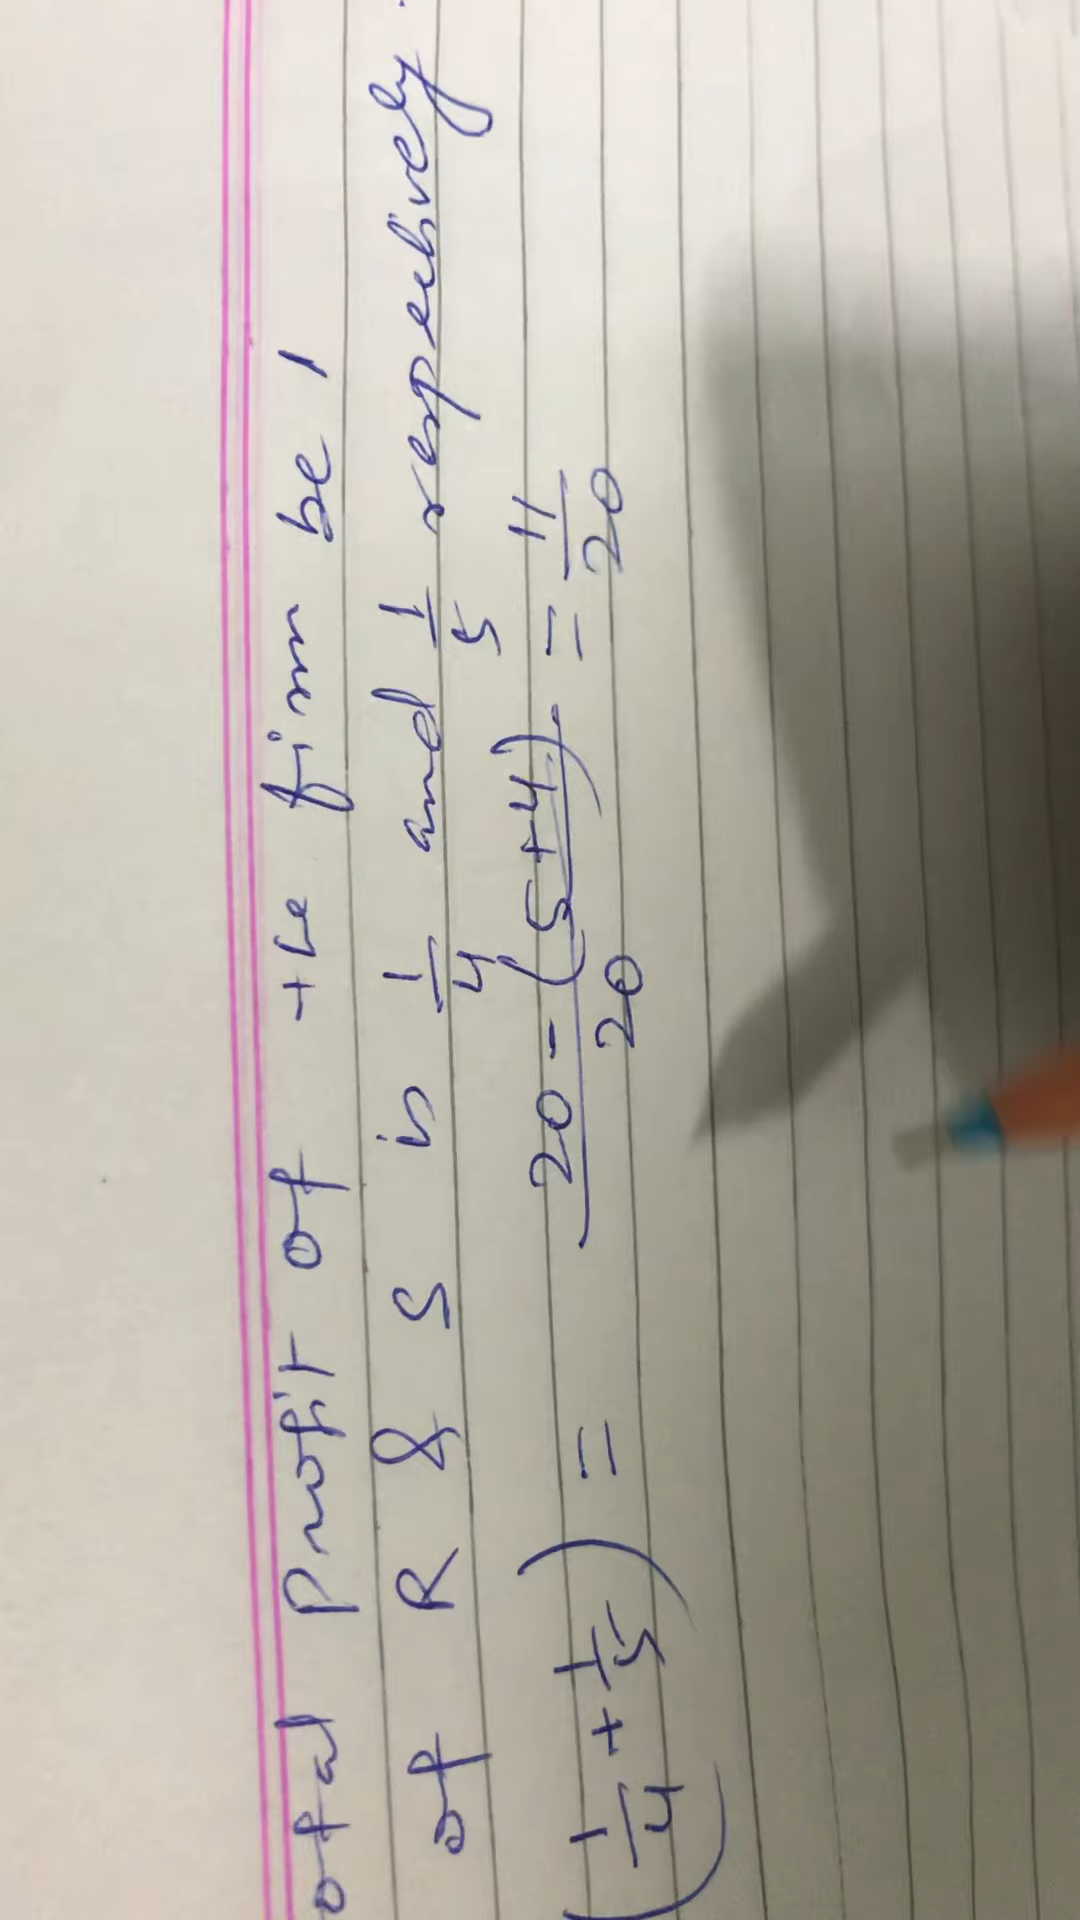 otal Profit of the firm be 1
of R & S is 1/4 and 1/5 respectively.
(1/4 + 1/5) = 20-(5+4)/20 = 11/20